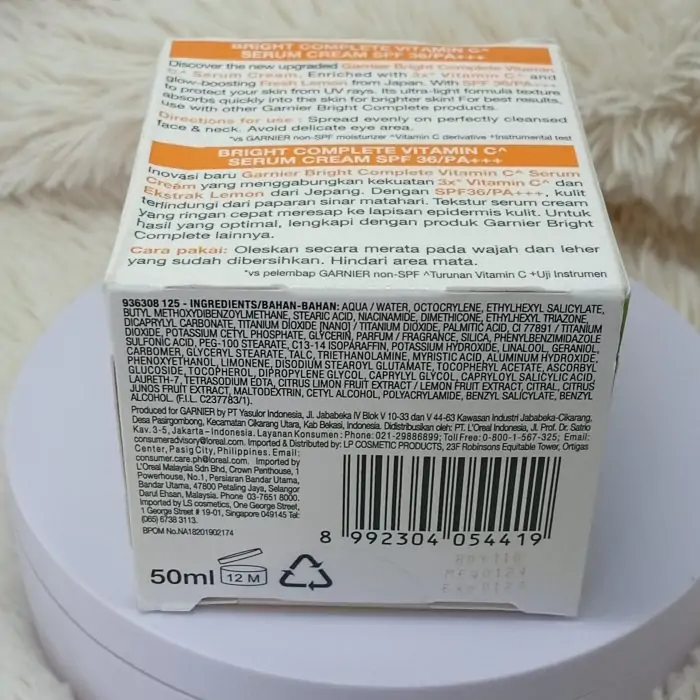 BRIGHT COMPLETE VITAMIN C^
SERUM CREAM SPF 36/PA+++
Discover the new upgraded Garnier Bright Complete Vitamin
C^ Serum Cream. Enriched with 3x* Vitamin C^ and
glow-boosting Fresh Lemon from Japan. With SPF 36/PA+++
to protect your skin from UV rays. Its ultra-light formula texture
absorbs quickly into the skin for brighter skin! For best results,
use with other Garnier Bright Complete products.
Directions for use : Spread evenly on perfectly cleansed
face & neck. Avoid delicate eye area.
*vs GARNIER non-SPF moisturizer ^Vitamin C derivative +Instrumental test
BRIGHT COMPLETE VITAMIN C^
SERUM CREAM SPF 36/PA+++
Inovasi baru Garnier Bright Complete Vitamin C^ Serum
Cream yang menggabungkan kekuatan 3x* Vitamin C^ dan
Ekstrak Lemon dari Jepang. Dengan SPF36/PA+++, kulit
terlindungi dari paparan sinar matahari. Tekstur serum cream
yang ringan cepat meresap ke lapisan epidermis kulit. Untuk
hasil yang optimal, lengkapi dengan produk Garnier Bright
Complete lainnya.
Cara pakai: Oleskan secara merata pada wajah dan leher
yang sudah dibersihkan. Hindari area mata.
*vs pelembap GARNIER non-SPF ^Turunan Vitamin C +Uji Instrumen
936308 125 - INGREDIENTS/BAHAN-BAHAN: AQUA / WATER, OCTOCRYLENE, ETHYLHEXYL SALICYLATE,
BUTYL METHOXYDIBENZOYLMETHANE, STEARIC ACID, NIACINAMIDE, DIMETHICONE, ETHYLHEXYL TRIAZONE,
DICAPRYLYL CARBONATE, TITANIUM DIOXIDE [NANO] / TITANIUM DIOXIDE, PALMITIC ACID, CI 77891 / TITANIUM
DIOXIDE, POTASSIUM CETYL PHOSPHATE, GLYCERIN, PARFUM / FRAGRANCE, SILICA, PHENYLBENZIMIDAZOLE
SULFONIC ACID, PEG-100 STEARATE, C13-14 ISOPARAFFIN, POTASSIUM HYDROXIDE, LINALOOL, GERANIOL,
CARBOMER, GLYCERYL STEARATE, TALC, TRIETHANOLAMINE, MYRISTIC ACID, ALUMINUM HYDROXIDE,
PHENOXYETHANOL, LIMONENE, DISODIUM STEAROYL GLUTAMATE, TOCOPHERYL ACETATE, ASCORBYL
GLUCOSIDE, TOCOPHEROL, DIPROPYLENE GLYCOL, CAPRYLYL GLYCOL, CAPRYLOYL SALICYLIC ACID,
LAURETH-7, TETRASODIUM EDTA, CITRUS LIMON FRUIT EXTRACT / LEMON FRUIT EXTRACT, CITRAL, CITRUS
JUNOS FRUIT EXTRACT, MALTODEXTRIN, CETYL ALCOHOL, POLYACRYLAMIDE, BENZYL SALICYLATE, BENZYL
ALCOHOL. (F.I.L. C237783/1).
Produced for GARNIER by PT Yasulor Indonesia, Jl. Jababeka IV Blok V 10-33 dan V 44-63 Kawasan Industri Jababeka-Cikarang,
Desa Pasirgombong, Kecamatan Cikarang Utara, Kab Bekasi, Indonesia. Didistribusikan oleh: PT. L'Oreal Indonesia, Jl. Prof. Dr. Satrio
Kav. 3-5, Jakarta - Indonesia. Layanan Konsumen : Phone: 021-29886899; Toll Free: 0-800-1-567-325; Email:
consumeradvisory@loreal.com. Imported & Distributed by: LP COSMETIC PRODUCTS, 23F Robinsons Equitable Tower, Ortigas
Center, Pasig City, Philippines. Email:
consumer.care.ph@loreal.com. Imported by
L'Oreal Malaysia Sdn Bhd, Crown Penthouse, 1
Powerhouse, No.1, Persiaran Bandar Utama,
Bandar Utama, 47800 Petaling Jaya, Selangor
Darul Ehsan, Malaysia. Phone 03-7651 8000.
Imported by LS cosmetics, One George Street,
1 George Street # 19-01, Singapore 049145 Tel:
(065) 6738 3113.
BPOM No.NA18201902174
8 992304 054419
50ml 12 M